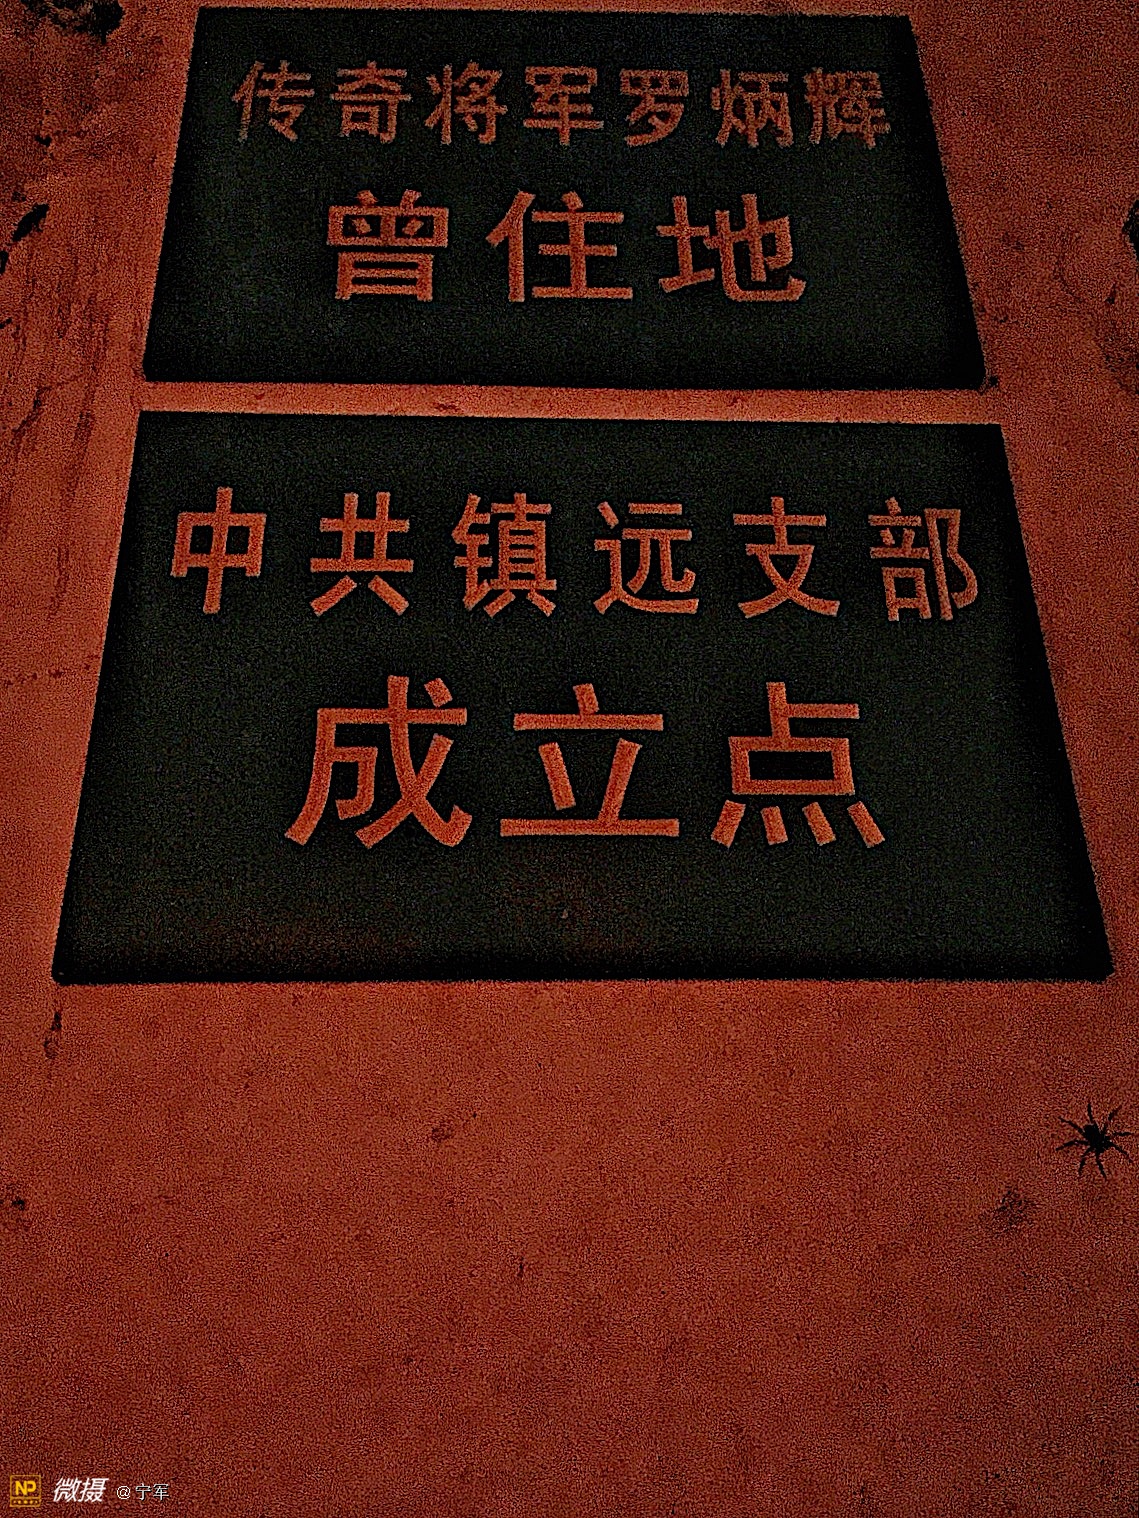 传奇将军罗炳辉
曾住地
中共镇远支部
成立点
NP 微摄 @宁军